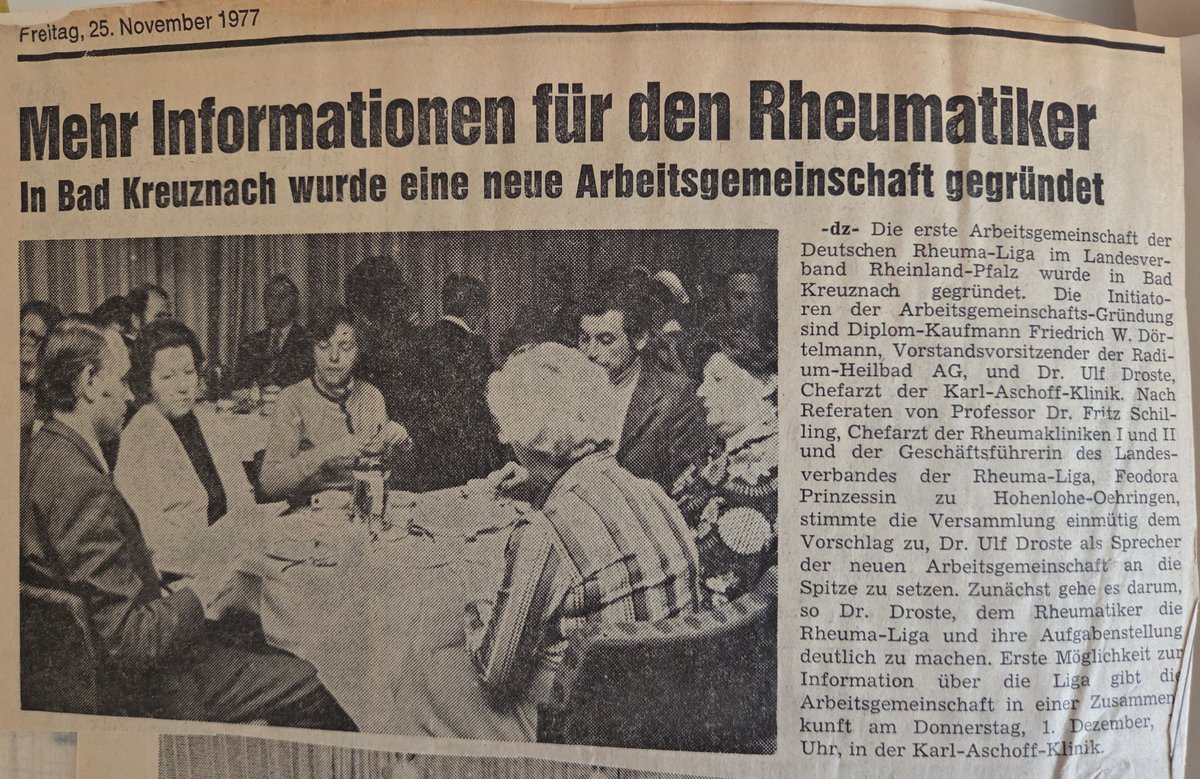 Freitag, 25. November 1977
Mehr Informationen für den Rheumatiker
In Bad Kreuznach wurde eine neue Arbeitsgemeinschaft gegründet
-dz- Die erste Arbeitsgemeinschaft der
Deutschen Rheuma-Liga im Landesver-
band Rheinland-Pfalz wurde in Bad
Kreuznach gegründet. Die Initiato-
ren der Arbeitsgemeinschafts-Gründung
sind Diplom-Kaufmann Friedrich W. Dör-
telmann, Vorstandsvorsitzender der Radi-
um-Heilbad AG, und Dr. Ulf Droste,
Chefarzt der Karl-Aschoff-Klinik. Nach
Referaten von Professor Dr. Fritz Schil-
ling, Chefarzt der Rheumakliniken I und II
und der Geschäftsführerin des Landes-
verbandes der Rheuma-Liga, Feodora
Prinzessin zu Hohenlohe-Oehringen,
stimmte die Versammlung einmütig dem
Vorschlag zu, Dr. Ulf Droste als Sprecher
der neuen Arbeitsgemeinschaft an die
Spitze zu setzen. Zunächst gehe es darum,
so Dr. Droste, dem Rheumatiker die
Rheuma-Liga und ihre Aufgabenstellung
deutlich zu machen. Erste Möglichkeit zur
Information über die Liga gibt die
Arbeitsgemeinschaft in einer Zusammen
kunft am Donnerstag, 1. Dezember,
Uhr, in der Karl-Aschoff-Klinik.